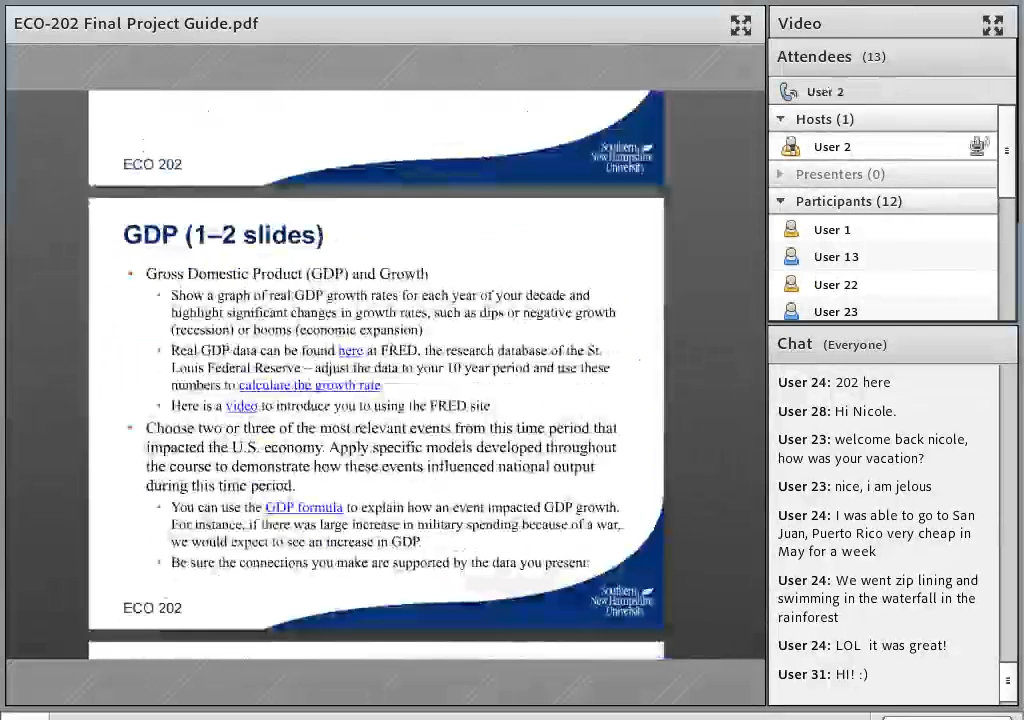 ECO-202 Final Project Guide.pdf
ECO 202
Southern
New Hampshire
University
GDP (1–2 slides)
Gross Domestic Product (GDP) and Growth
Show a graph of real GDP growth rates for each year of your decade and
highlight significant changes in growth rates, such as dips or negative growth
(recession) or booms (economic expansion)
Real GDP data can be found here at FRED, the research database of the St.
Louis Federal Reserve – adjust the data to your 10 year period and use these
numbers to calculate the growth rate
Here is a video to introduce you to using the FRED site
Choose two or three of the most relevant events from this time period that
impacted the U.S. economy. Apply specific models developed throughout
the course to demonstrate how these events influenced national output
during this time period.
You can use the GDP formula to explain how an event impacted GDP growth.
For instance, if there was large increase in military spending because of a war,
we would expect to see an increase in GDP.
Be sure the connections you make are supported by the data you present
ECO 202
Southern
New Hampshire
University
Video
Attendees (13)
User 2
Hosts (1)
User 2
Presenters (0)
Participants (12)
User 1
User 13
User 22
User 23
Chat (Everyone)
User 24: 202 here
User 28: Hi Nicole.
User 23: welcome back nicole,
how was your vacation?
User 23: nice, i am jelous
User 24: I was able to go to San
Juan, Puerto Rico very cheap in
May for a week
User 24: We went zip lining and
swimming in the waterfall in the
rainforest
User 24: LOL it was great!
User 31: HI! :)